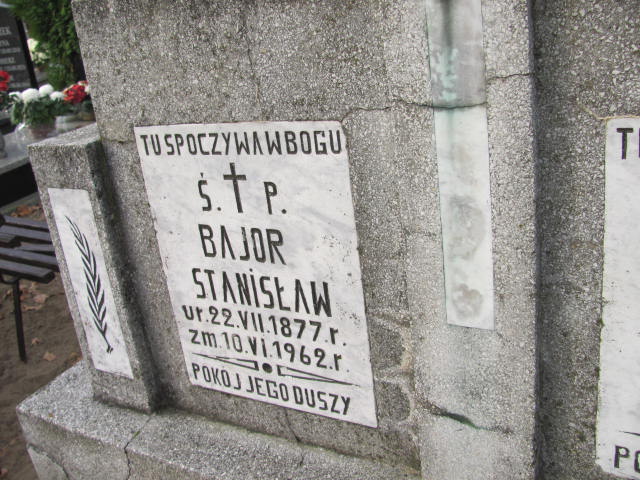 TU SPOCZYWA W BOGU
Ś. P.
BAJOR
STANISŁAW
ur. 22. VII. 1877. r.
zm. 10. VI. 1962. r.
POKÓJ JEGO DUSZY